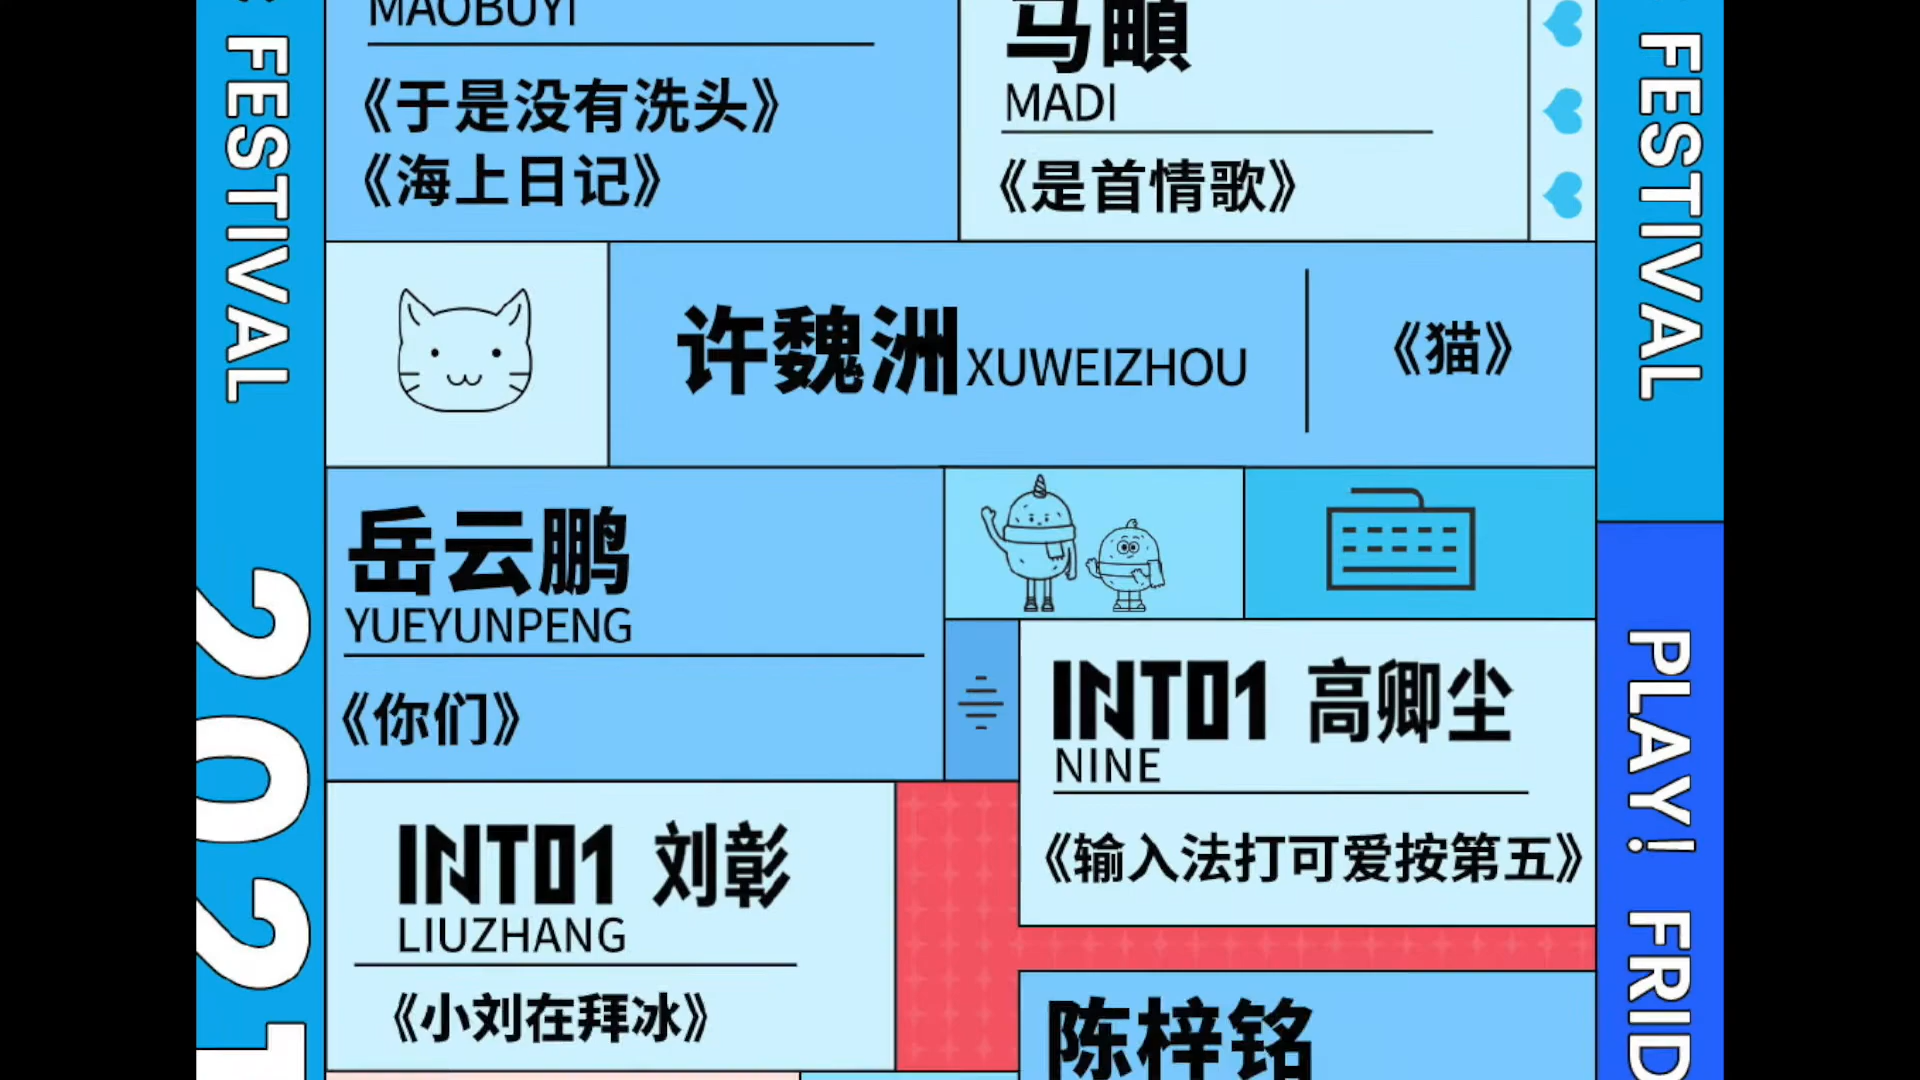 FESTIVAL
2021
MAOBUYI
《于是没有洗头》
《海上日记》
马頔
MADI
《是首情歌》
许魏洲XUWEIZHOU
《猫》
岳云鹏
YUEYUNPENG
《你们》
INTO1 高卿尘
NINE
《输入法打可爱按第五》
INTO1 刘彰
LIUZHANG
《小刘在拜冰》
陈梓铭
FESTIVAL
PLAY! FRID